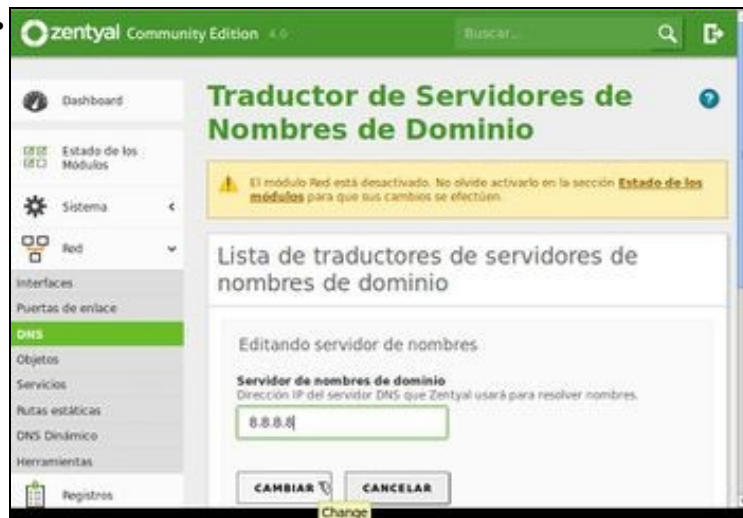 zentyal Community Edition 4.0
Buscar...
Dashboard
Estado de los
Módulos
Sistema
Red
Interfaces
Puertas de enlace
DNS
Objetos
Servicios
Rutas estáticas
DNS Dinámico
Herramientas
Registros
Traductor de Servidores de
Nombres de Dominio
El módulo Red está desactivado. No olvide activarlo en la sección Estado de los
módulos para que sus cambios se efectúen.
Lista de traductores de servidores de
nombres de dominio
Editando servidor de nombres
Servidor de nombres de dominio
Dirección IP del servidor DNS que Zentyal usará para resolver nombres.
8.8.8.8
CAMBIAR
CANCELAR
Change